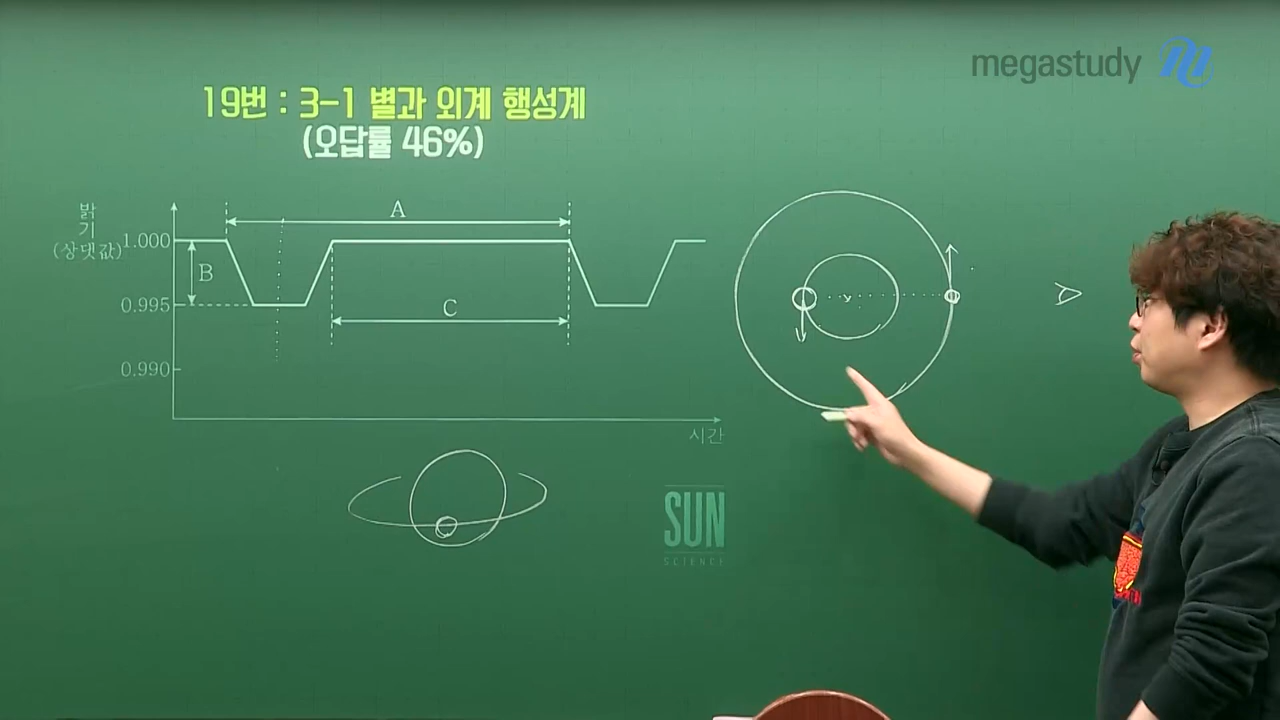 megastudy
19번 : 3-1 별과 외계 행성계
(오답률 46%)
밝
기
(상댓값)
1.000
0.995
0.990
A
B
C
시간
SUN
SCIENCE